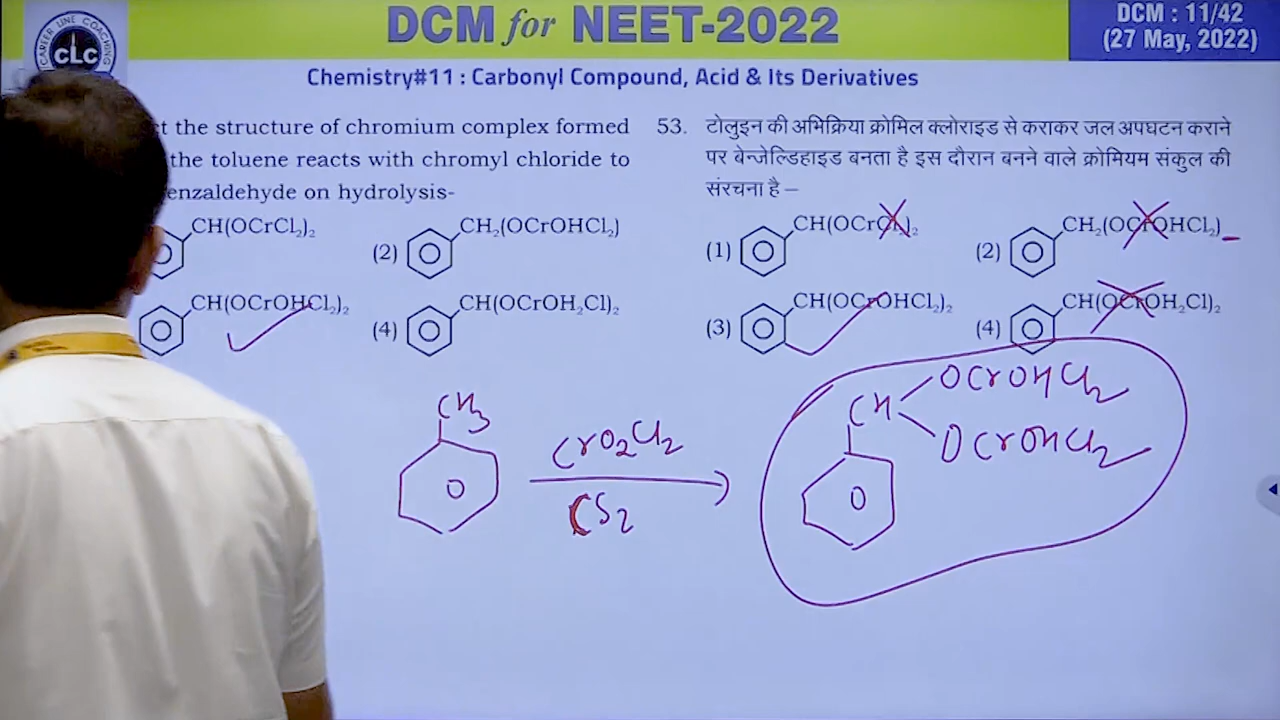 DCM for NEET-2022
DCM : 11/42
(27 May, 2022)
CAREER LINE COACHING
CLC
Chemistry#11 : Carbonyl Compound, Acid & Its Derivatives
the structure of chromium complex formed
the toluene reacts with chromyl chloride to
on hydrolysis-
CH(OCrCl₂)₂
(2) CH₂(OCrOHCl₂)
CH(OCrOHCl₂)₂
(4) CH(OCrOH₂Cl)₂
53. टोलुइन की अभिक्रिया क्रोमिल क्लोराइड से कराकर जल अपघटन कराने
पर बेन्जेल्डिहाइड बनता है इस दौरान बनने वाले क्रोमियम संकुल की
संरचना है –
(1)
(2) CH₂(OCrOHCl₂)
(3) CH(OCrOHCl₂)₂
(4) CH(OCrOH₂Cl)₂
CH₃
CrO₂Cl₂
CS₂
CH
OCrOHCl₂
OCrOHCl₂